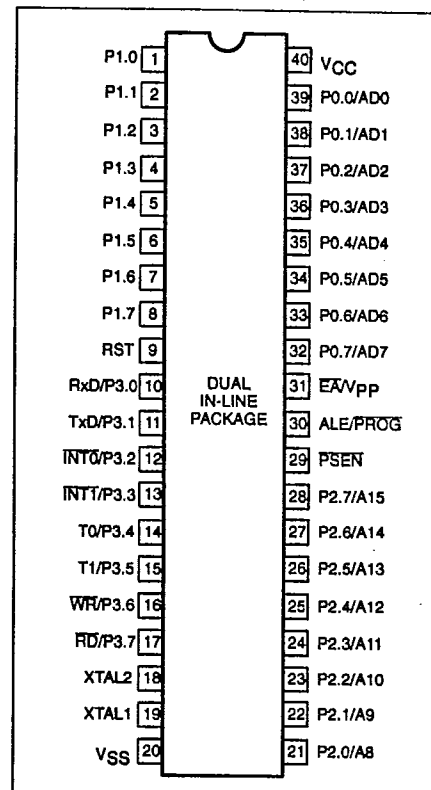 P1.0 1 40 VCC
P1.1 2 39 P0.0/AD0
P1.2 3 38 P0.1/AD1
P1.3 4 37 P0.2/AD2
P1.4 5 36 P0.3/AD3
P1.5 6 35 P0.4/AD4
P1.6 7 34 P0.5/AD5
P1.7 8 33 P0.6/AD6
RST 9 32 P0.7/AD7
RxD/P3.0 10 31 E̅A̅/VPP
TxD/P3.1 11 30 ALE/P̅R̅O̅G̅
I̅N̅T̅0̅/P3.2 12 29 P̅S̅E̅N̅
I̅N̅T̅1̅/P3.3 13 28 P2.7/A15
T0/P3.4 14 27 P2.6/A14
T1/P3.5 15 26 P2.5/A13
W̅R̅/P3.6 16 25 P2.4/A12
R̅D̅/P3.7 17 24 P2.3/A11
XTAL2 18 23 P2.2/A10
XTAL1 19 22 P2.1/A9
VSS 20 21 P2.0/A8
DUAL
IN-LINE
PACKAGE